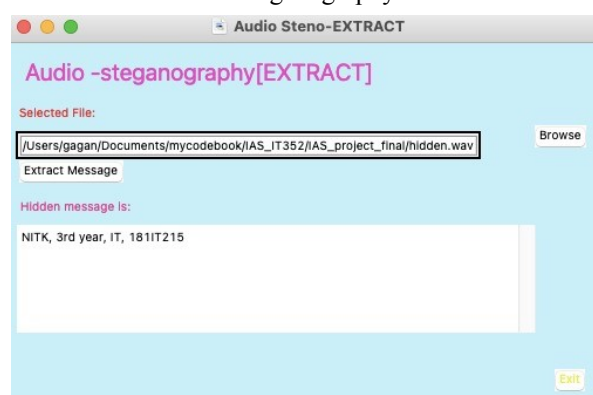 Audio Steno-EXTRACT
Audio -steganography[EXTRACT]
Selected File:
/Users/gagan/Documents/mycodebook/IAS_IT352/IAS_project_final/hidden.wav
Browse
Extract Message
Hidden message is:
NITK, 3rd year, IT, 181IT215
Exit